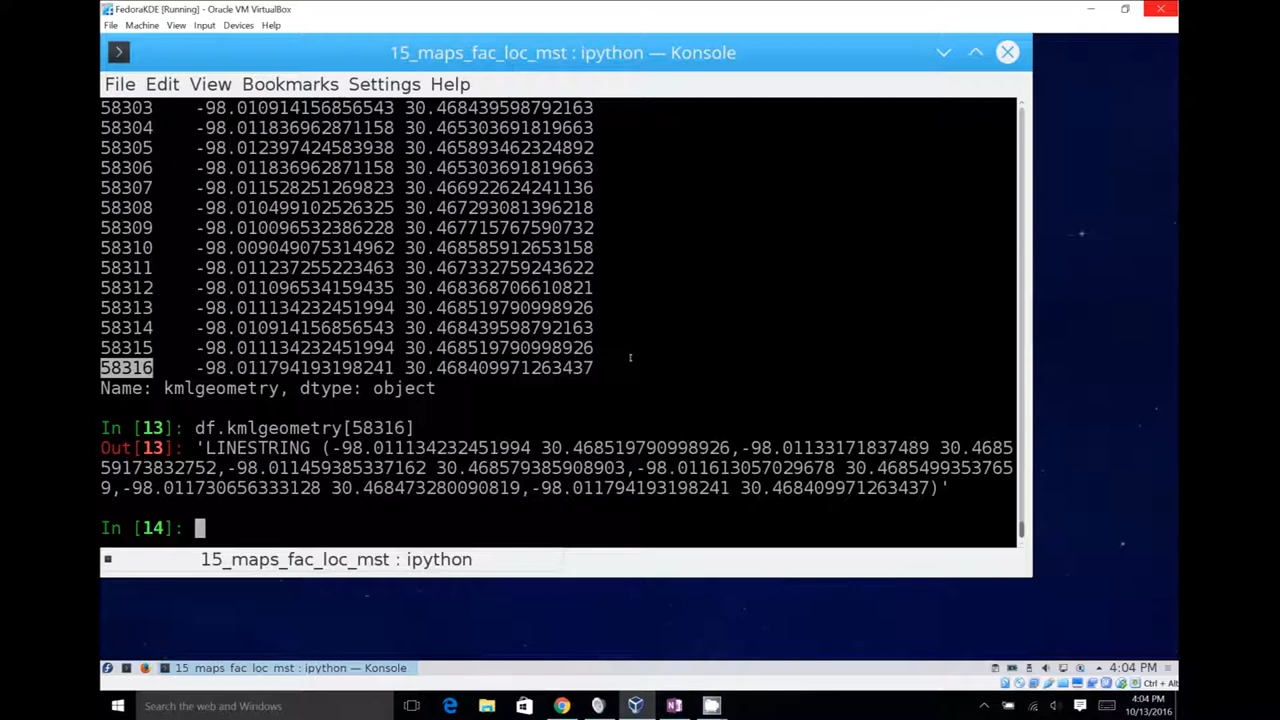 FedoraKDE [Running] - Oracle VM VirtualBox
File Machine View Input Devices Help
15_maps_fac_loc_mst : ipython — Konsole
File Edit View Bookmarks Settings Help
58303 -98.010914156856543 30.468439598792163
58304 -98.011836962871158 30.465303691819663
58305 -98.012397424583938 30.465893462324892
58306 -98.011836962871158 30.465303691819663
58307 -98.011528251269823 30.466922624241136
58308 -98.010499102526325 30.467293081396218
58309 -98.010096532386228 30.467715767590732
58310 -98.009049075314962 30.468585912653158
58311 -98.011237255223463 30.467332759243622
58312 -98.011096534159435 30.468368706610821
58313 -98.011134232451994 30.468519790998926
58314 -98.010914156856543 30.468439598792163
58315 -98.011134232451994 30.468519790998926
58316 -98.011794193198241 30.468409971263437
Name: kmlgeometry, dtype: object
In [13]: df.kmlgeometry[58316]
Out[13]: 'LINESTRING (-98.011134232451994 30.468519790998926,-98.01133171837489 30.4685
59173832752,-98.011459385337162 30.468579385908903,-98.011613057029678 30.4685499353765
9,-98.011730656333128 30.468473280090819,-98.011794193198241 30.468409971263437)'
In [14]:
15_maps_fac_loc_mst : ipython
15_maps_fac_loc_mst : ipython — Konsole
4:04 PM
Ctrl + Alt
Search the web and Windows
4:04 PM
10/13/2016